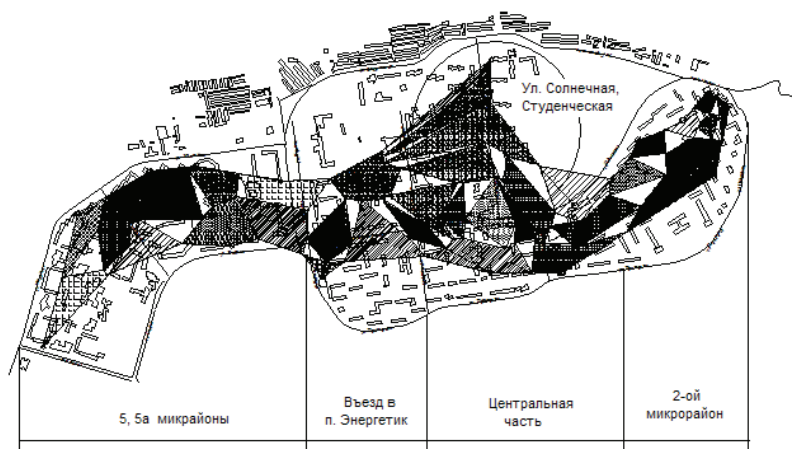 Ул. Солнечная,
Студенческая
5, 5а микрайоны
Въезд в
п. Энергетик
Центральная
часть
2-ой
микрорайон